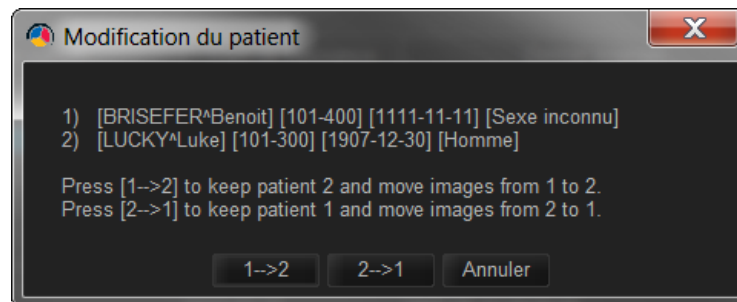 Modification du patient
X
1) [BRISEFER^Benoit] [101-400] [1111-11-11] [Sexe inconnu]
2) [LUCKY^Luke] [101-300] [1907-12-30] [Homme]
Press [1-->2] to keep patient 2 and move images from 1 to 2.
Press [2-->1] to keep patient 1 and move images from 2 to 1.
1-->2 2-->1 Annuler